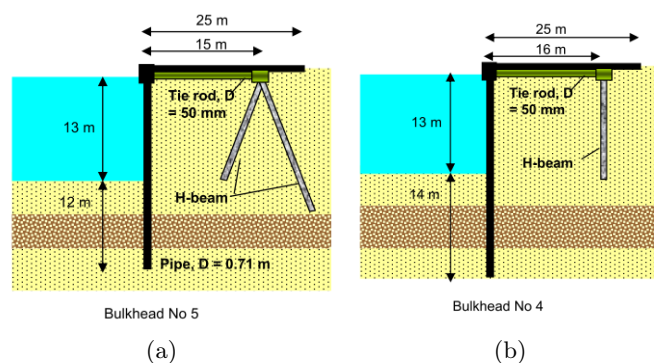 25 m
15 m
Tie rod, D
= 50 mm
13 m
H-beam
12 m
Pipe, D = 0.71 m
Bulkhead No 5
(a)
25 m
16 m
Tie rod, D
= 50 mm
13 m
H-beam
14 m
Bulkhead No 4
(b)